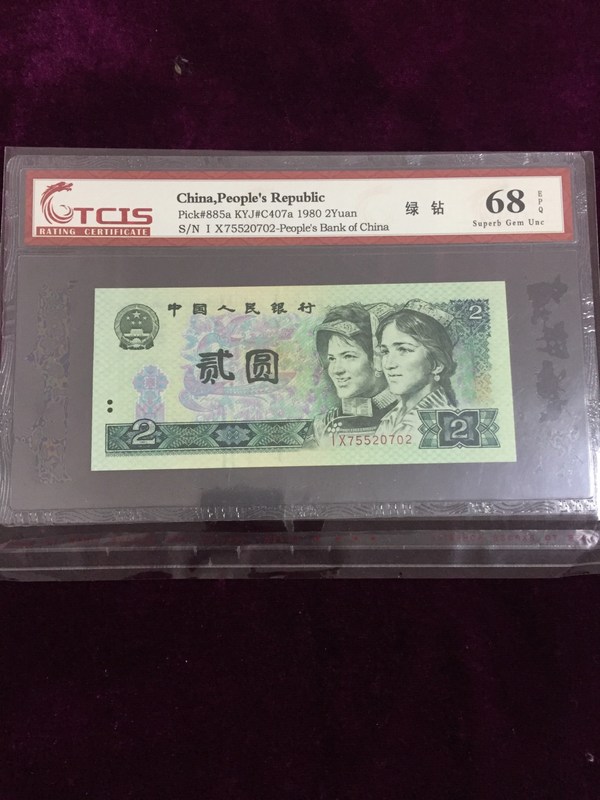 TCIS
RATING CERTIFICATE
China,People's Republic
Pick#885a KYJ#C407a 1980 2Yuan
S/N I X75520702-People's Bank of China
绿 钻
68
EPQ
Superb Gem Unc
中国人民银行
2
贰圆
2
IX75520702
2